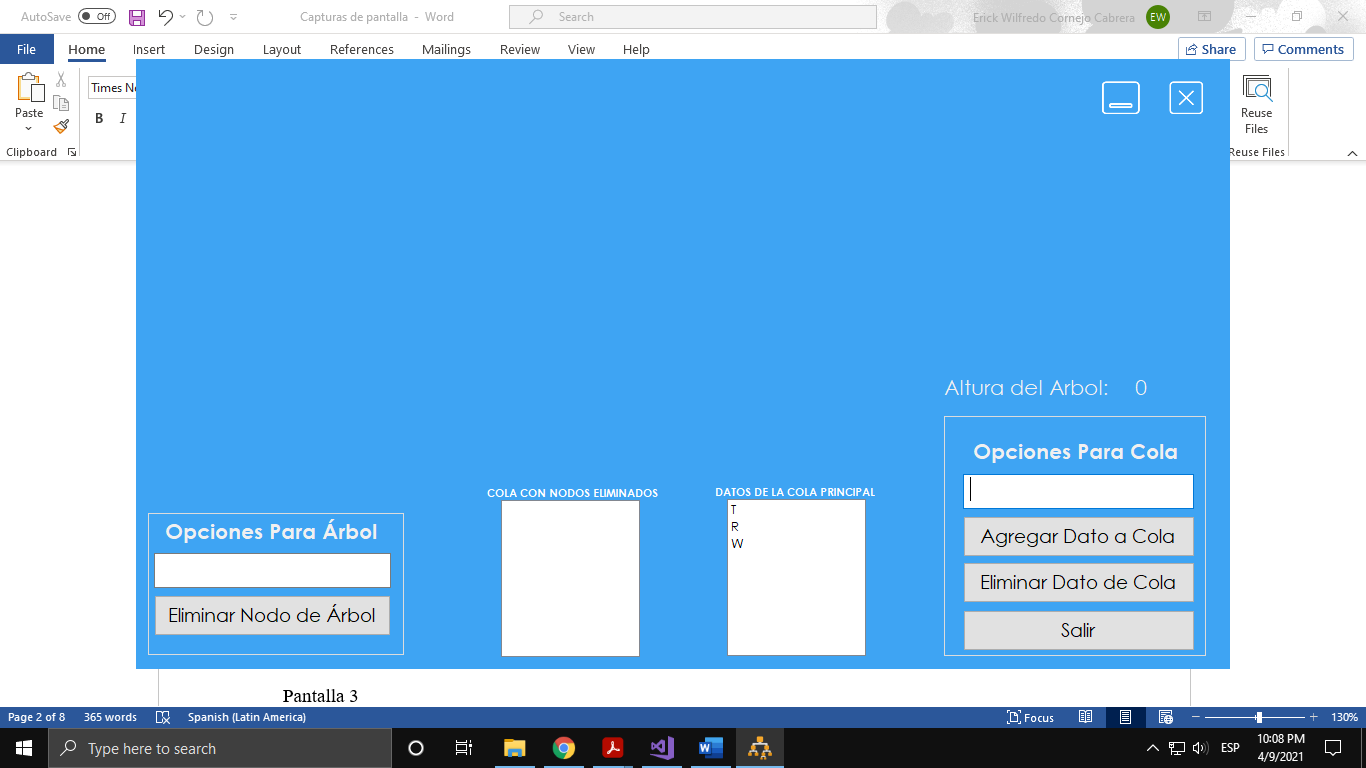 AutoSave Off Capturas de pantalla - Word Search Erick Wilfredo Cornejo Cabrera EW
File Home Insert Design Layout References Mailings Review View Help Share Comments
Paste
Clipboard
Times Ne
B I
Reuse
Files
Reuse Files
Altura del Arbol: 0
Opciones Para Cola
Agregar Dato a Cola
Eliminar Dato de Cola
Salir
COLA CON NODOS ELIMINADOS
DATOS DE LA COLA PRINCIPAL
T
R
W
Opciones Para Árbol
Eliminar Nodo de Árbol
Pantalla 3
Page 2 of 8 365 words Spanish (Latin America) Focus 130%
Type here to search
ESP
10:08 PM
4/9/2021